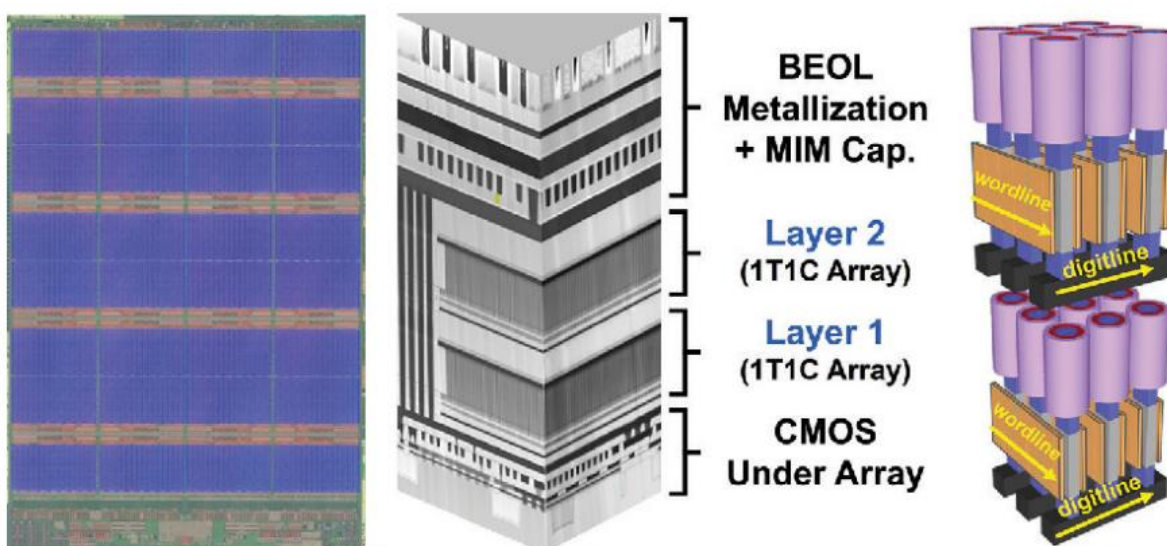 BEOL
Metallization
+ MIM Cap.
Layer 2
(1T1C Array)
Layer 1
(1T1C Array)
CMOS
Under Array
wordline
digitline
wordline
digitline